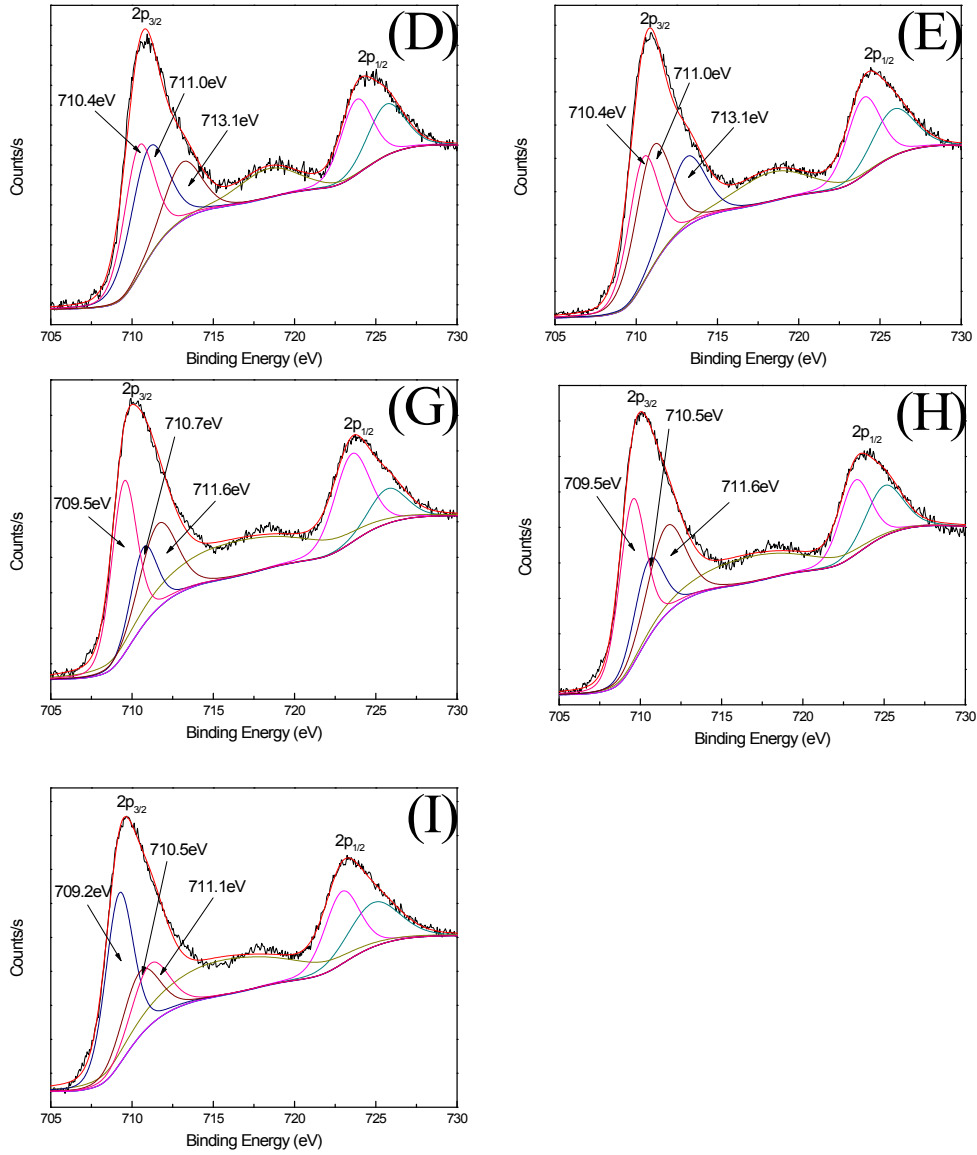 (D)
2p3/2
2p1/2
711.0eV
710.4eV
713.1eV
Counts/s
705 710 715 720 725 730
Binding Energy (eV)
(E)
2p3/2
2p1/2
711.0eV
710.4eV
713.1eV
Counts/s
705 710 715 720 725 730
Binding Energy (eV)
(G)
2p3/2
710.7eV
2p1/2
709.5eV
711.6eV
Counts/s
705 710 715 720 725 730
Binding Energy (eV)
(H)
2p3/2
710.5eV
2p1/2
709.5eV
711.6eV
Counts/s
705 710 715 720 725 730
Binding Energy (eV)
(I)
2p3/2
710.5eV
2p1/2
709.2eV
711.1eV
Counts/s
705 710 715 720 725 730
Binding Energy (eV)